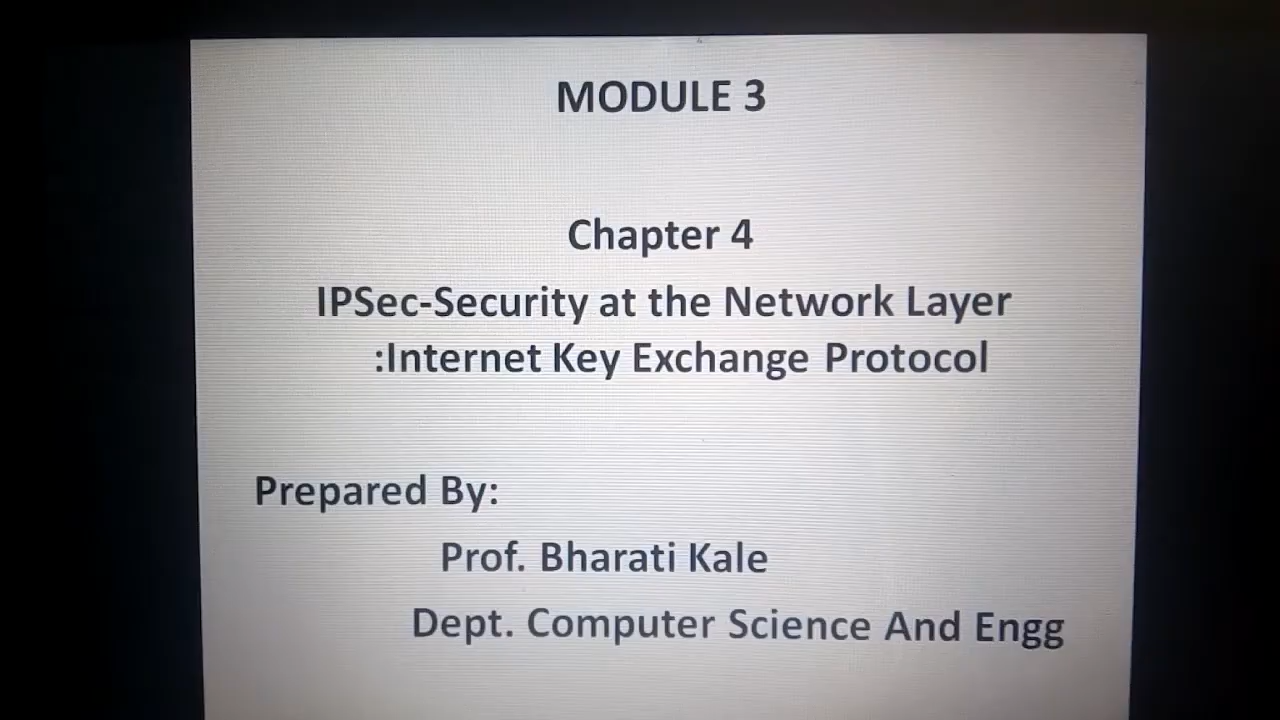 MODULE 3
Chapter 4
IPSec-Security at the Network Layer
:Internet Key Exchange Protocol
Prepared By:
Prof. Bharati Kale
Dept. Computer Science And Engg